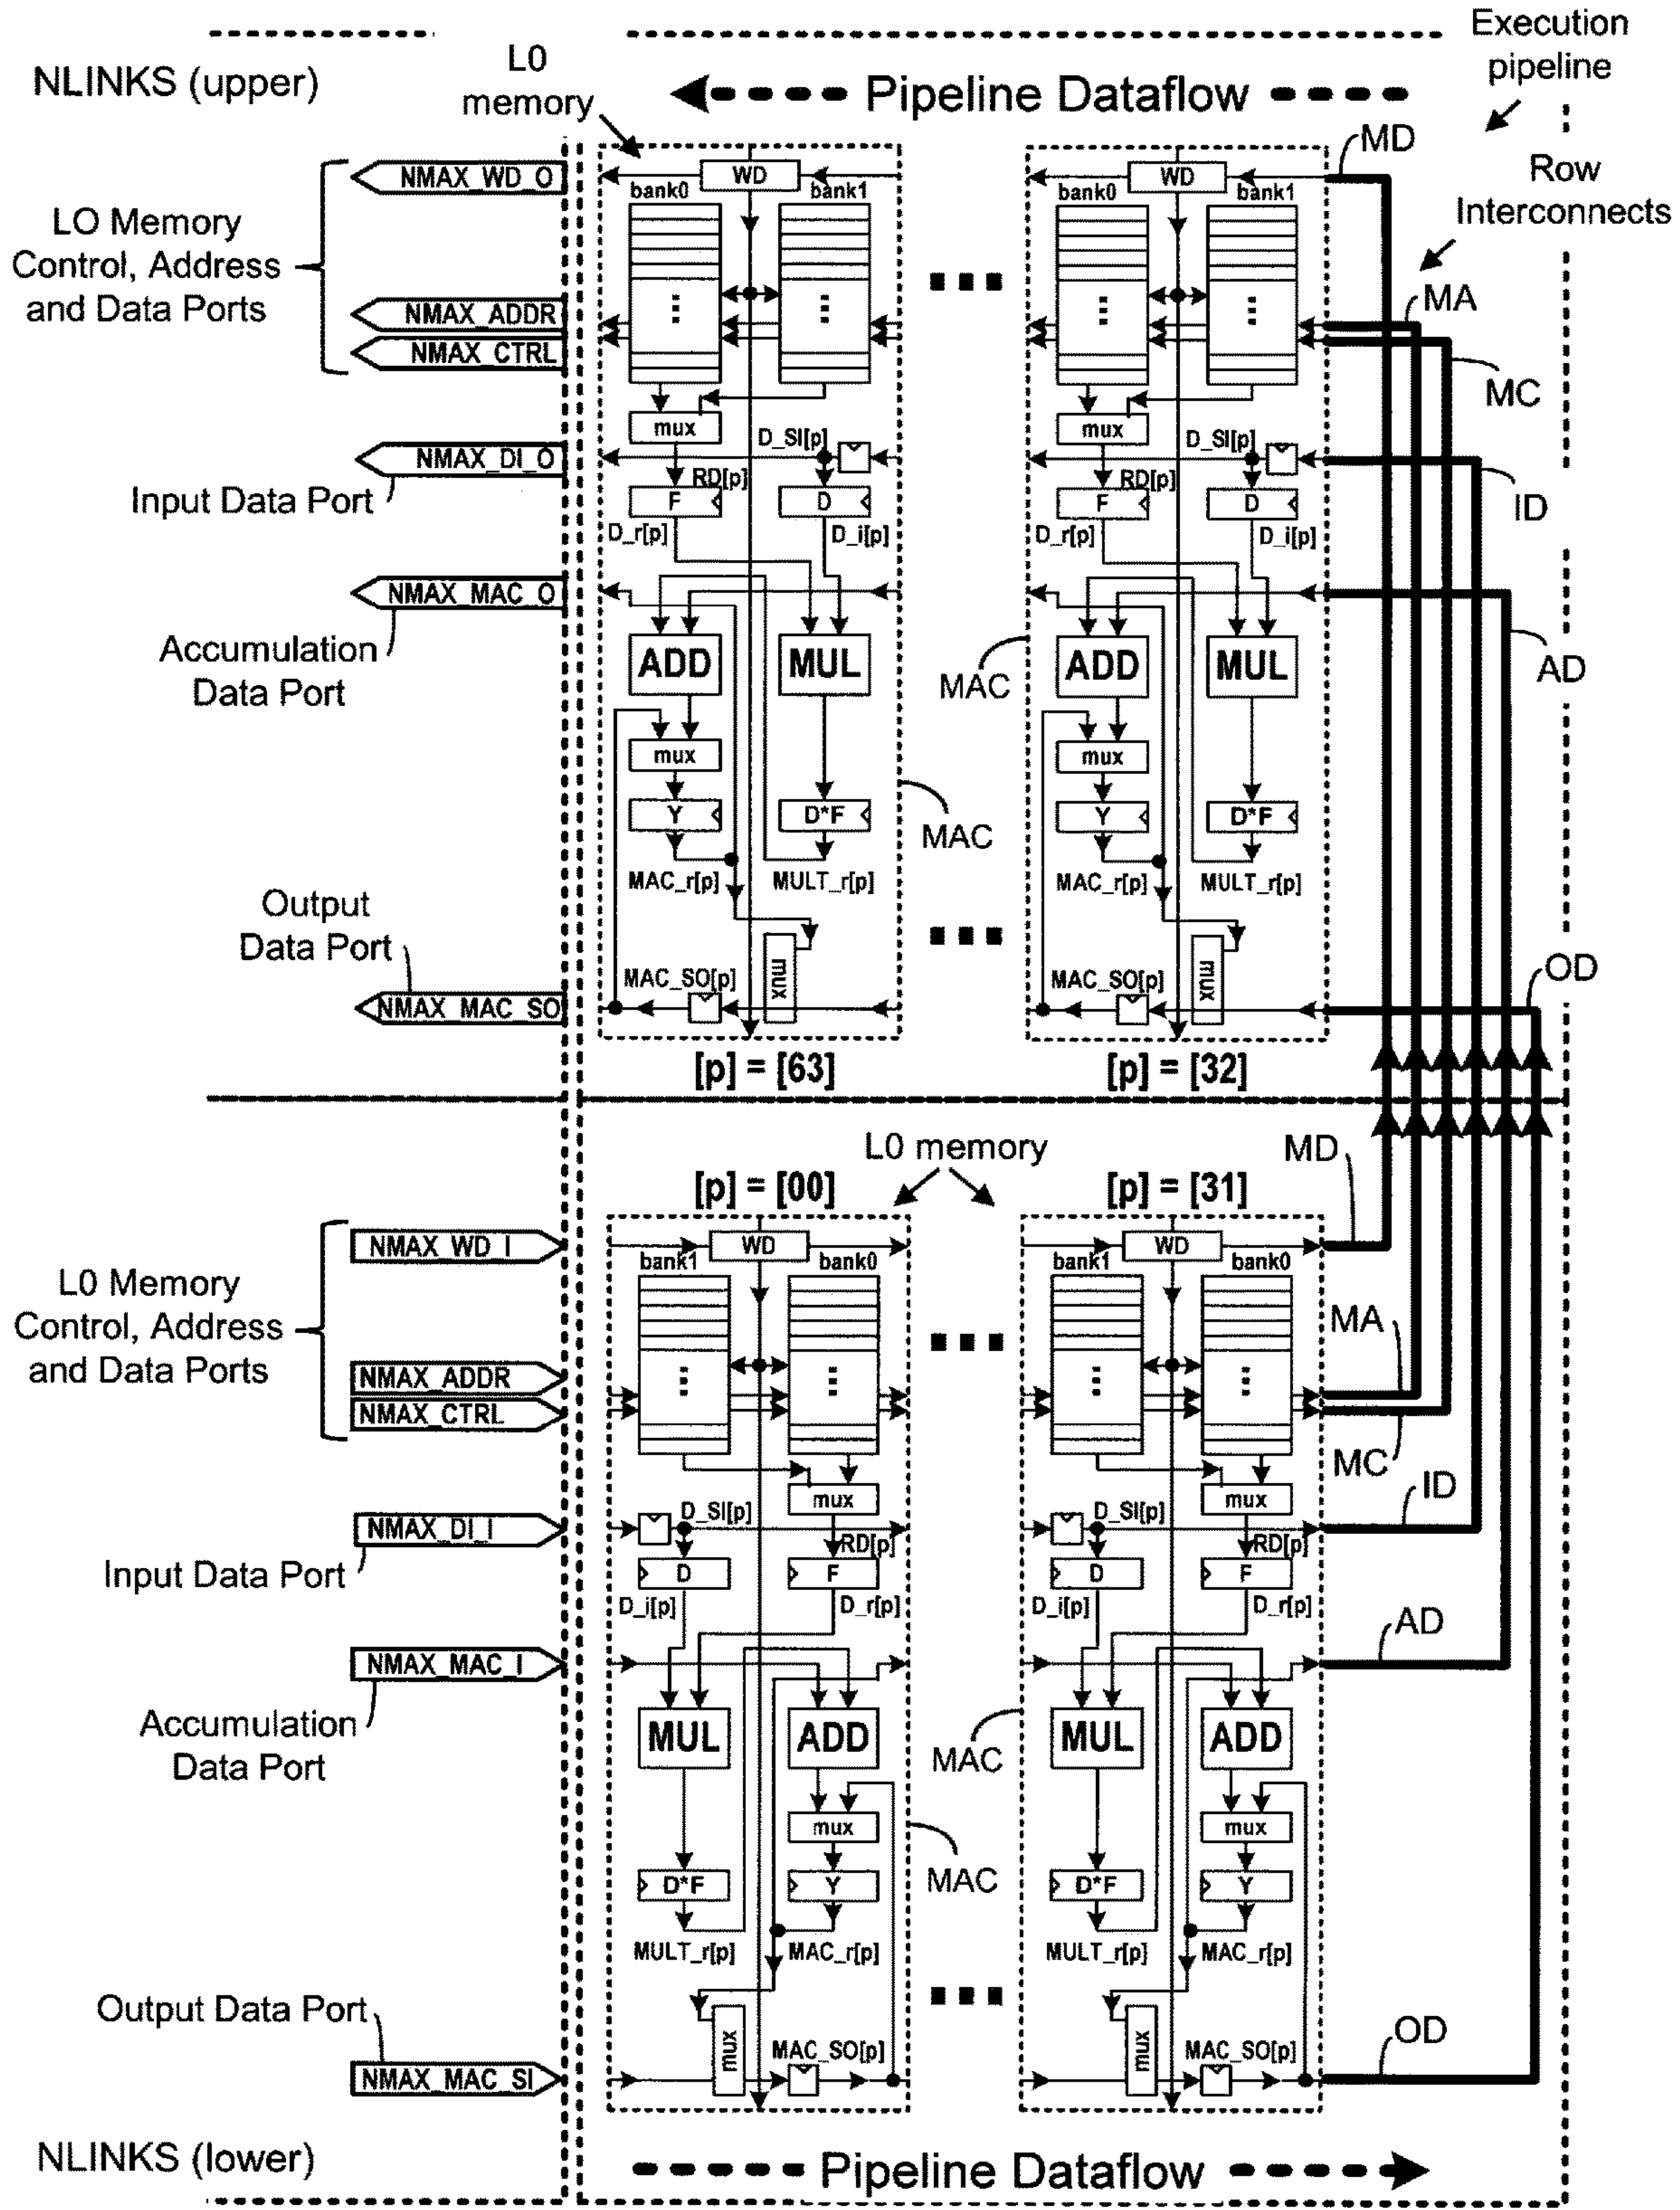 Execution
pipeline
NLINKS (upper)
L0
memory
Pipeline Dataflow
MD
Row
Interconnects
NMAX_WD_O
WD
bank0
bank1
WD
bank0
bank1
LO Memory
Control, Address
and Data Ports
NMAX_ADDR
NMAX_CTRL
MA
MC
mux
mux
NMAX_DI_O
D_SI[p]
D_SI[p]
Input Data Port
RD[p]
RD[p]
ID
F
D
F
D
D_r[p]
D_i[p]
D_r[p]
D_i[p]
NMAX_MAC_O
Accumulation
Data Port
ADD
MUL
MAC
ADD
MUL
AD
mux
mux
Y
D*F
MAC
Y
D*F
MAC_r[p]
MULT_r[p]
MAC_r[p]
MULT_r[p]
Output
Data Port
mux
mux
MAC_SO[p]
MAC_SO[p]
OD
NMAX_MAC_SO
[p] = [63]
[p] = [32]
L0 memory
MD
[p] = [00]
[p] = [31]
NMAX_WD_I
WD
bank1
bank0
WD
bank1
bank0
L0 Memory
Control, Address
and Data Ports
NMAX_ADDR
NMAX_CTRL
MA
MC
mux
mux
ID
NMAX_DI_I
D_SI[p]
D_SI[p]
Input Data Port
RD[p]
RD[p]
D
F
D
F
D_i[p]
D_r[p]
D_i[p]
D_r[p]
AD
NMAX_MAC_I
Accumulation
Data Port
MUL
ADD
MAC
MUL
ADD
mux
mux
D*F
Y
MAC
D*F
Y
MULT_r[p]
MAC_r[p]
MULT_r[p]
MAC_r[p]
Output Data Port
mux
mux
MAC_SO[p]
MAC_SO[p]
OD
NMAX_MAC_SI
NLINKS (lower)
Pipeline Dataflow